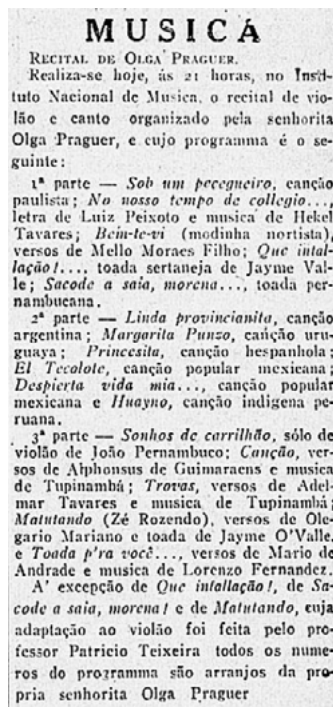 MUSICA
RECITAL DE OLGA PRAGUER.
Realiza-se hoje, ás 21 horas, no Insti-
tuto Nacional de Musica, o recital de vio-
lão e canto organizado pela senhorita
Olga Praguer, e cujo programma é o se-
guinte:
1ª parte — Sob um pecegueiro, canção
paulista; No nosso tempo de collegio...,
letra de Luiz Peixoto e musica de Hekel
Tavares; Bem-te-vi (modinha nortista),
versos de Mello Moraes Filho; Que intal-
lação!..., toada sertaneja de Jayme Val-
le; Sacode a saia, morena..., toada per-
nambucana.
2ª parte — Linda provincianita, canção
argentina; Margarita Punzo, canção uru-
guaya; Princesita, canção hespanhola;
El Tecolote, canção popular mexicana;
Despierta vida mia..., canção popular
mexicana e Huayno, canção indigena pe-
ruana.
3ª parte — Sonhos de carrilhão, sólo de
violão de João Pernambuco; Canção, ver-
sos de Alphonsus de Guimaraens e musica
de Tupinambá; Trovas, versos de Adel-
mar Tavares e musica de Tupinambá;
Matutando (Zé Rozendo), versos de Ole-
gario Mariano e toada de Jayme O'Valle,
e Toada p'ra você..., versos de Mario de
Andrade e musica de Lorenzo Fernandez.
A' excepção de Que intallação!, de Sa-
code a saia, morena! e de Matutando, cuja
adaptação ao violão foi feita pelo pro-
fessor Patricio Teixeira todos os nume-
ros do programma são arranjos da pro-
pria senhorita Olga Praguer